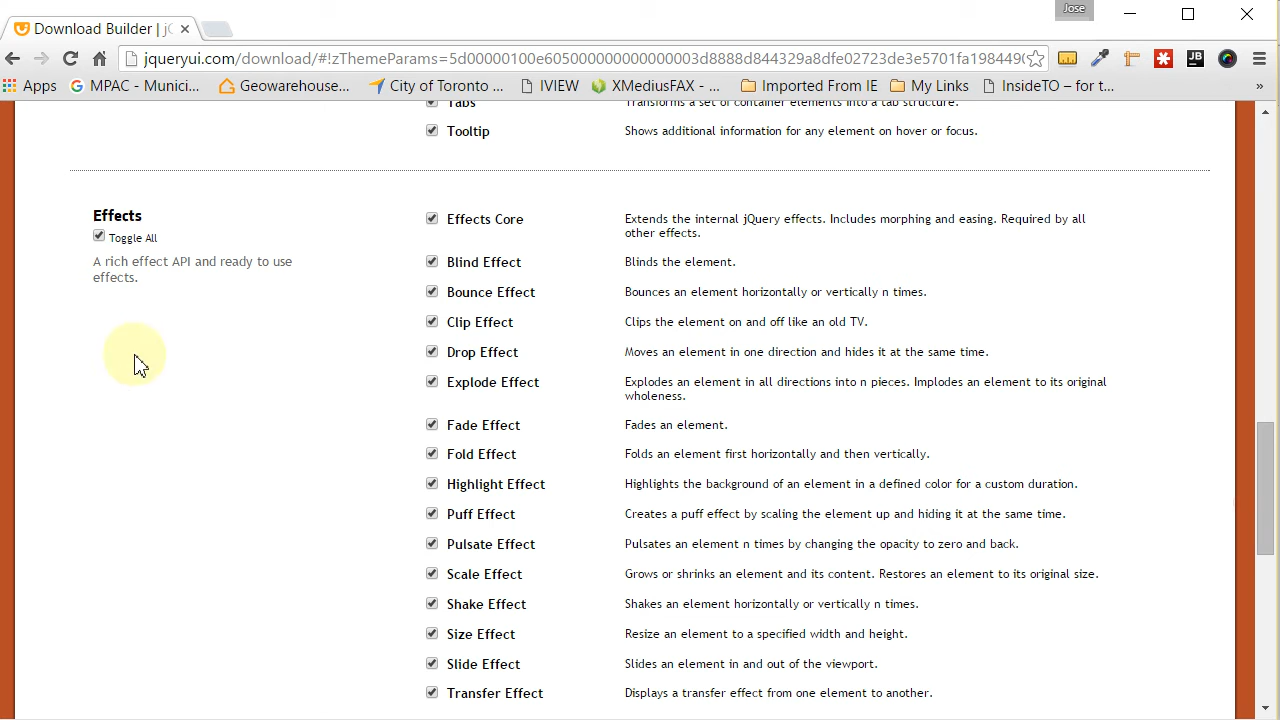 Jose
Download Builder | jQ
jqueryui.com/download/#!zThemeParams=5d00000100e605000000000000003d8888d844329a8dfe02723de3e5701fa198449
Apps MPAC - Munici... Geowarehouse... City of Toronto ... IVIEW XMediusFAX - ... Imported From IE My Links InsideTO – for t... »
Tabs Transforms a set of container elements into a tab structure.
Tooltip Shows additional information for any element on hover or focus.
Effects
Toggle All
A rich effect API and ready to use
effects.
Effects Core Extends the internal jQuery effects. Includes morphing and easing. Required by all
other effects.
Blind Effect Blinds the element.
Bounce Effect Bounces an element horizontally or vertically n times.
Clip Effect Clips the element on and off like an old TV.
Drop Effect Moves an element in one direction and hides it at the same time.
Explode Effect Explodes an element in all directions into n pieces. Implodes an element to its original
wholeness.
Fade Effect Fades an element.
Fold Effect Folds an element first horizontally and then vertically.
Highlight Effect Highlights the background of an element in a defined color for a custom duration.
Puff Effect Creates a puff effect by scaling the element up and hiding it at the same time.
Pulsate Effect Pulsates an element n times by changing the opacity to zero and back.
Scale Effect Grows or shrinks an element and its content. Restores an element to its original size.
Shake Effect Shakes an element horizontally or vertically n times.
Size Effect Resize an element to a specified width and height.
Slide Effect Slides an element in and out of the viewport.
Transfer Effect Displays a transfer effect from one element to another.